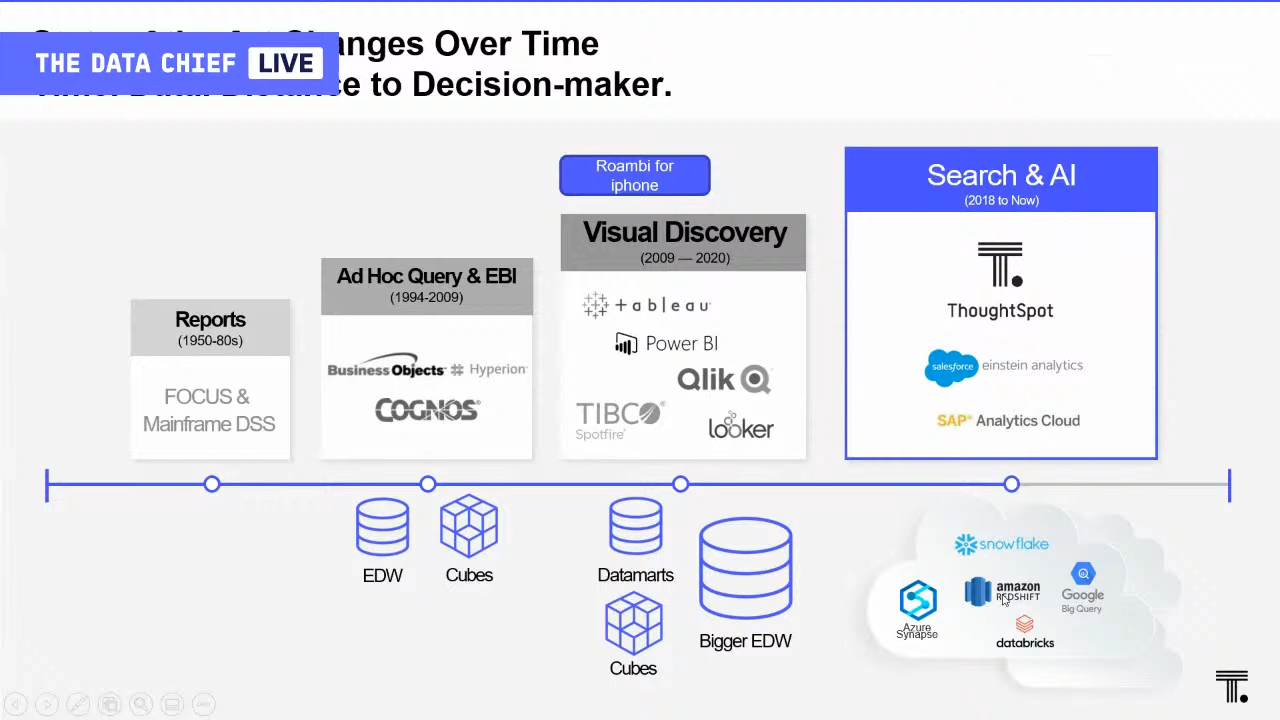 THE DATA CHIEF LIVE
Changes Over Time
to Decision-maker.
Roambi for
iphone
Search & AI
(2018 to Now)
Visual Discovery
(2009 — 2020)
Ad Hoc Query & EBI
(1994-2009)
Reports
(1950-80s)
FOCUS &
Mainframe DSS
Business Objects
Hyperion
COGNOS
+ableau
Power BI
Qlik
TIBCO
Spotfire
looker
T.
ThoughtSpot
salesforce einstein analytics
SAP Analytics Cloud
EDW
Cubes
Datamarts
Cubes
Bigger EDW
snowflake
Azure
Synapse
amazon
REDSHIFT
Google
Big Query
databricks
T.